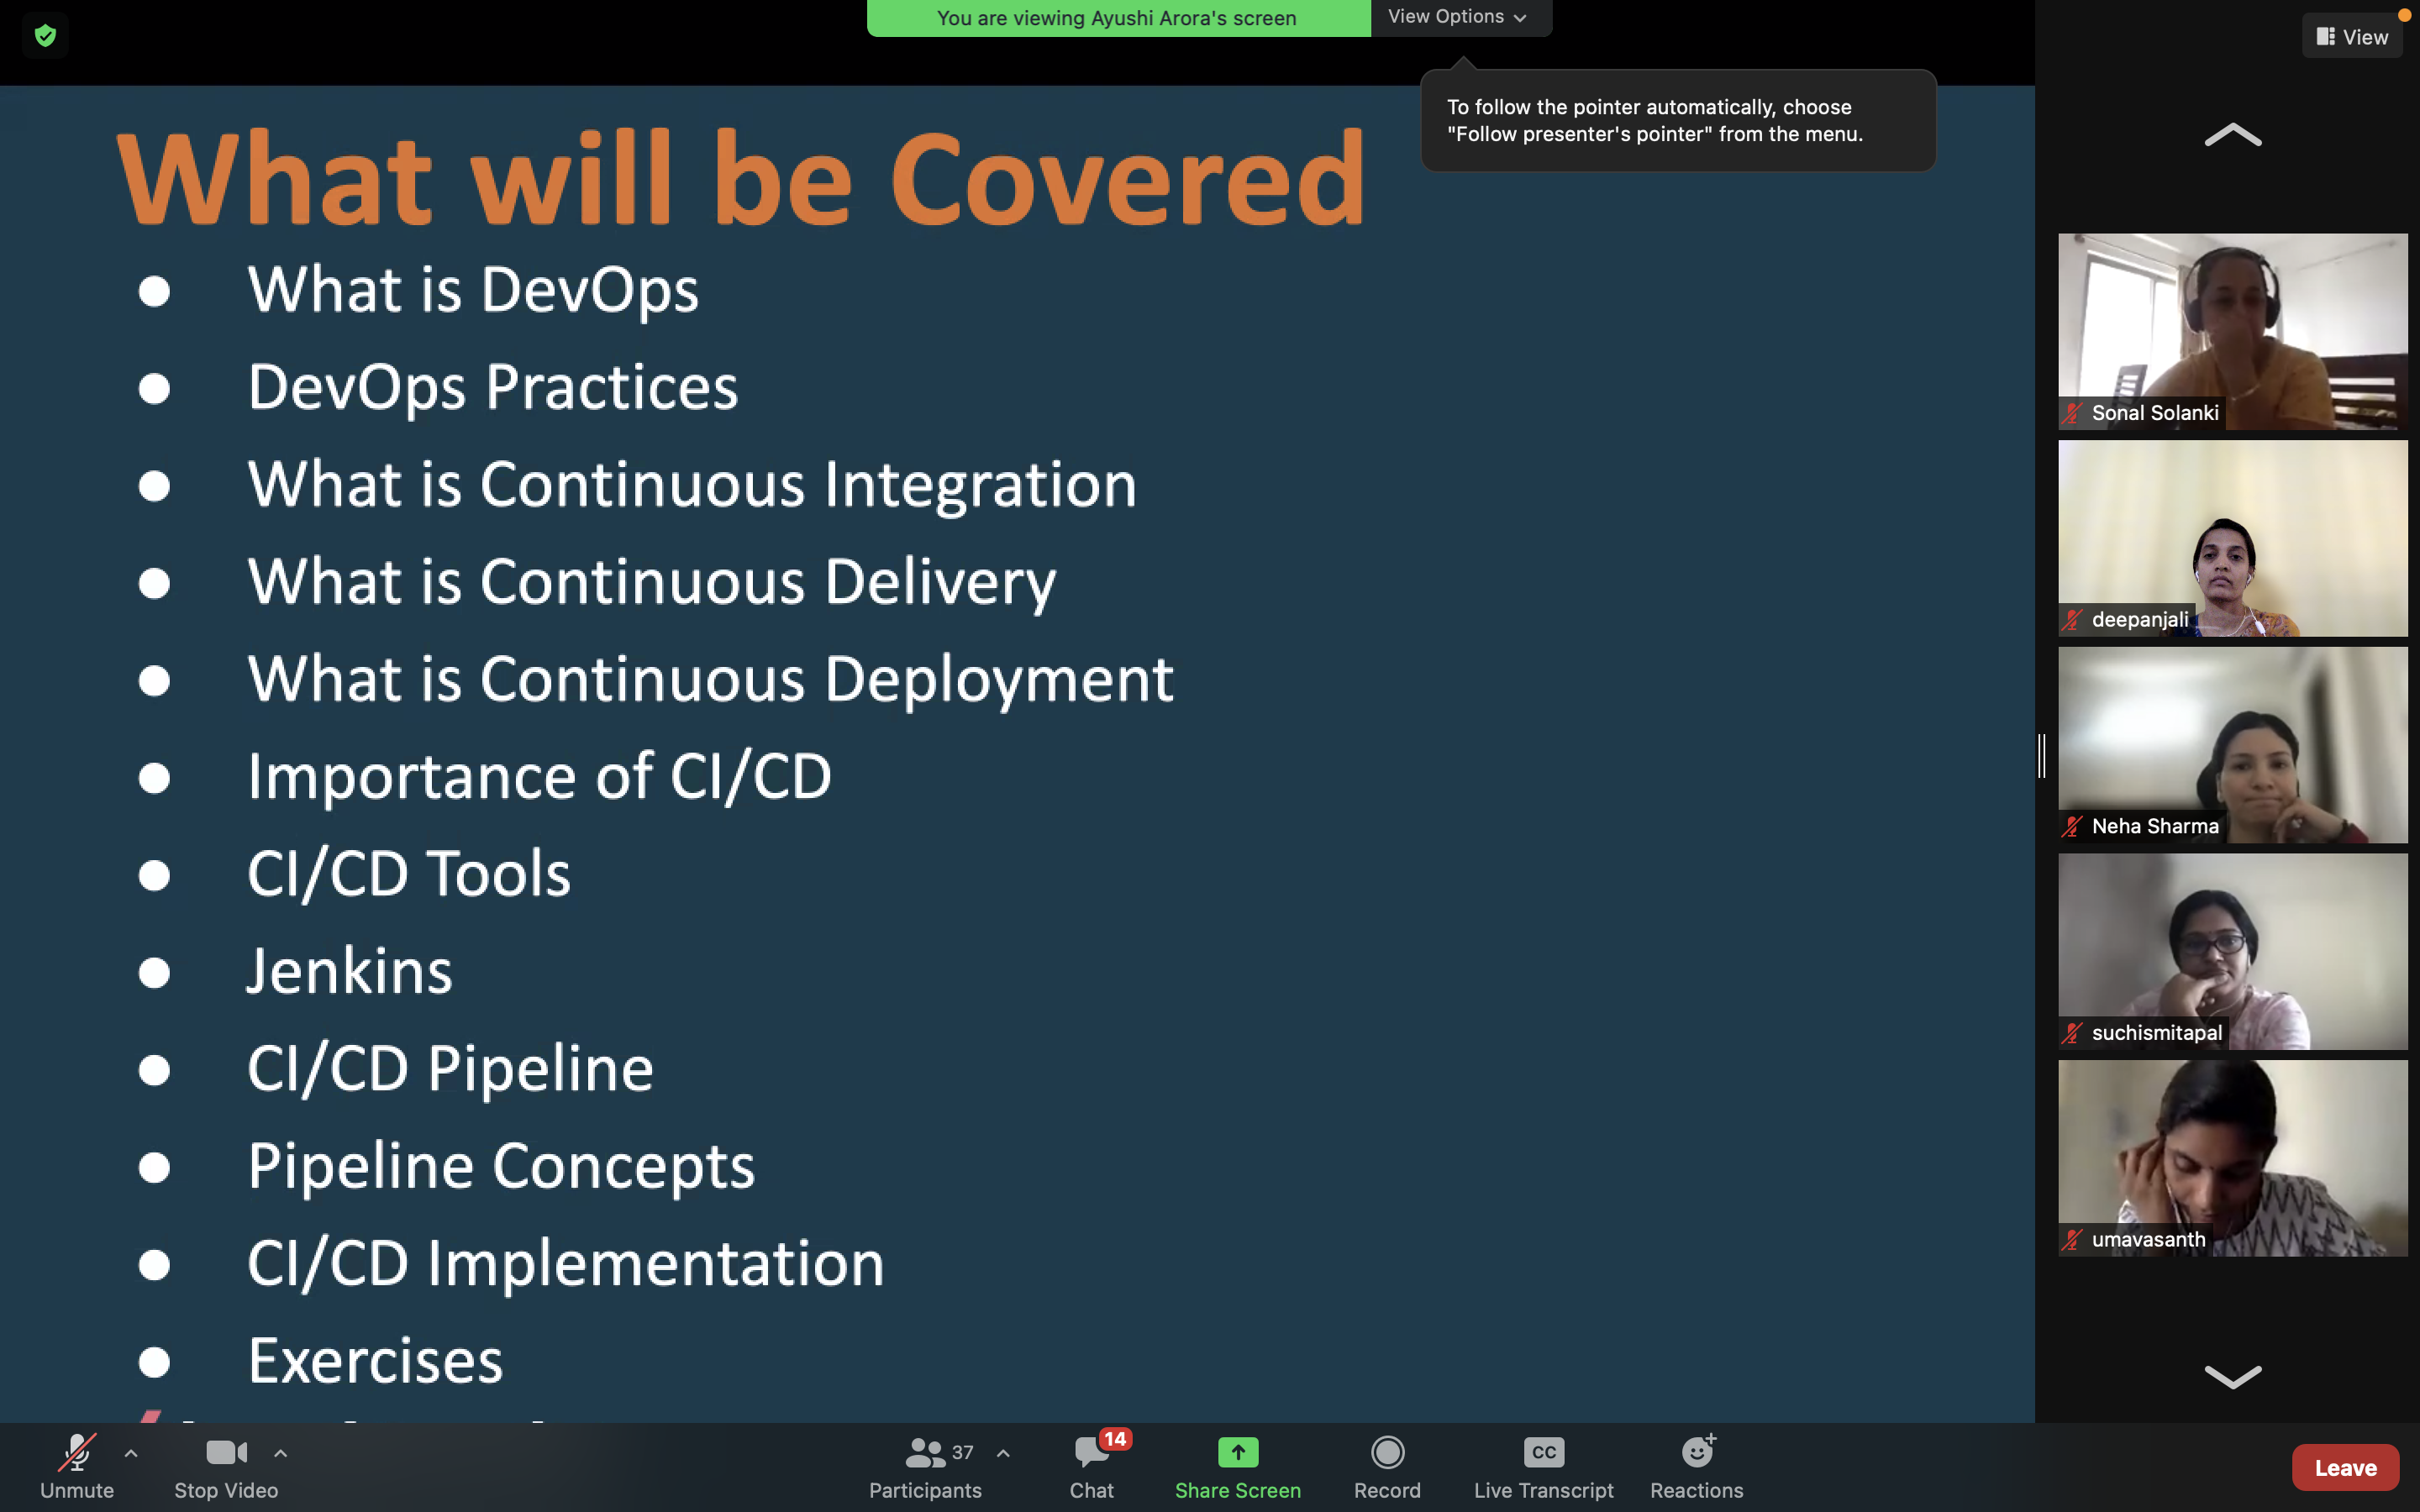 You are viewing Ayushi Arora's screen
View Options
View
To follow the pointer automatically, choose
"Follow presenter's pointer" from the menu.
What will be Covered
● What is DevOps
● DevOps Practices
● What is Continuous Integration
● What is Continuous Delivery
● What is Continuous Deployment
● Importance of CI/CD
● CI/CD Tools
● Jenkins
● CI/CD Pipeline
● Pipeline Concepts
● CI/CD Implementation
● Exercises
Sonal Solanki
deepanjali
Neha Sharma
suchismitapal
umavasanth
Unmute
Stop Video
37
Participants
14
Chat
Share Screen
Record
CC
Live Transcript
Reactions
Leave